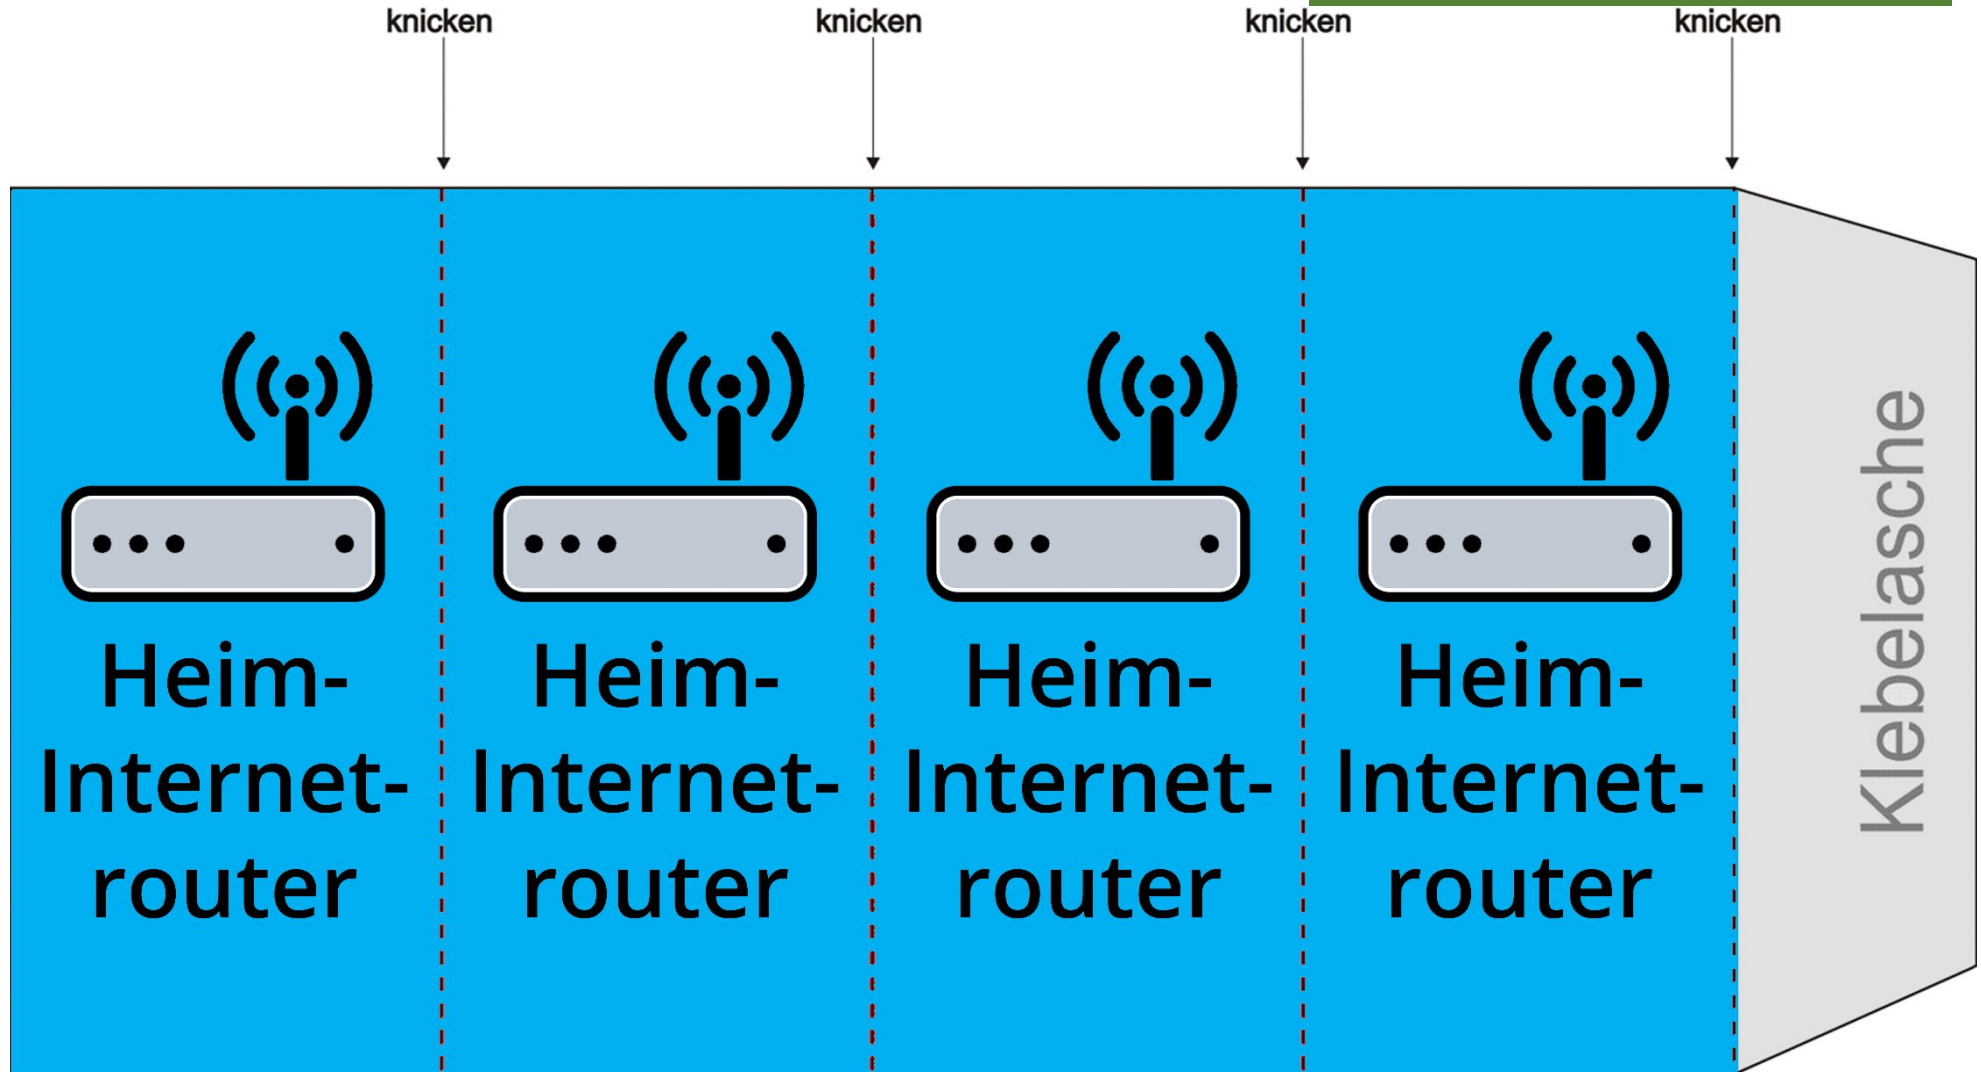 knicken
knicken
knicken
knicken
Heim-
Internet-
router
Heim-
Internet-
router
Heim-
Internet-
router
Heim-
Internet-
router
Klebelasche